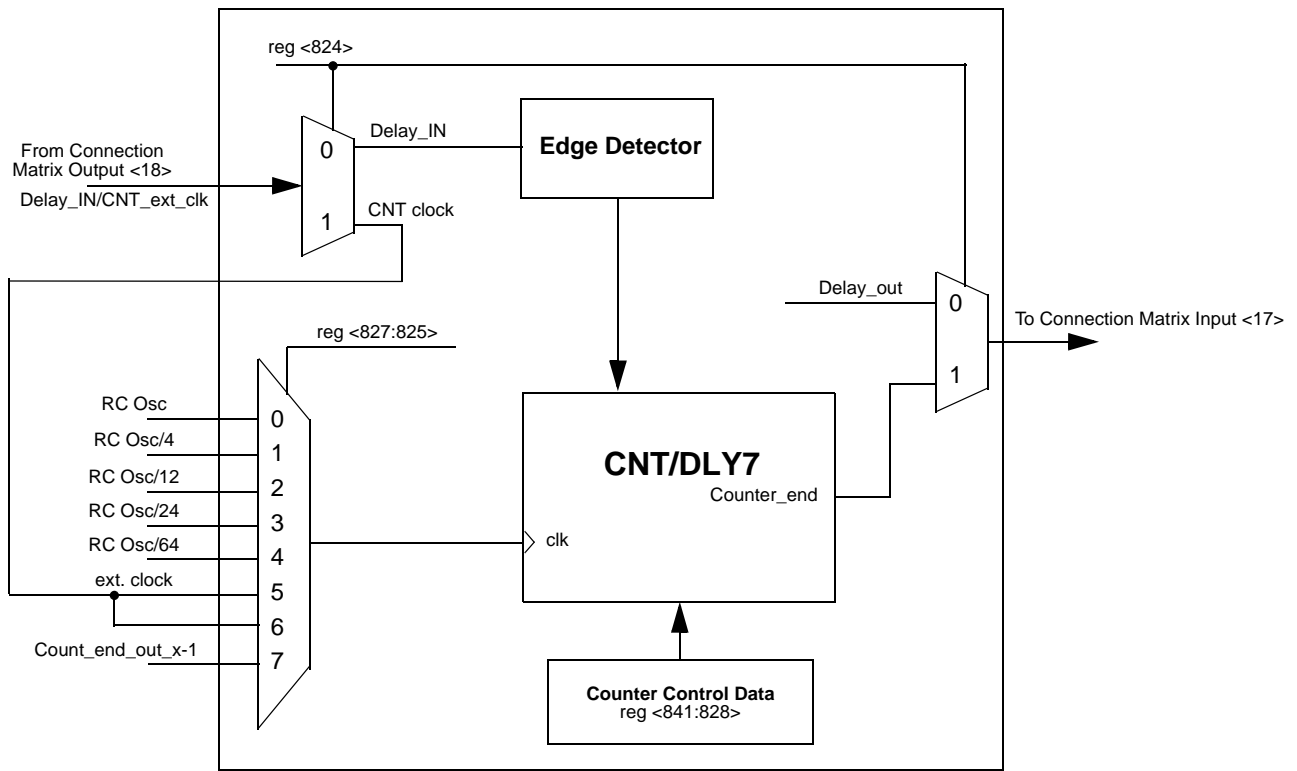 reg <824>
From Connection
Matrix Output <18>
Delay_IN/CNT_ext_clk
0
1
Delay_IN
CNT clock
Edge Detector
Delay_out
0
1
To Connection Matrix Input <17>
reg <827:825>
RC Osc
RC Osc/4
RC Osc/12
RC Osc/24
RC Osc/64
ext. clock
Count_end_out_x-1
0
1
2
3
4
5
6
7
CNT/DLY7
Counter_end
clk
Counter Control Data
reg <841:828>